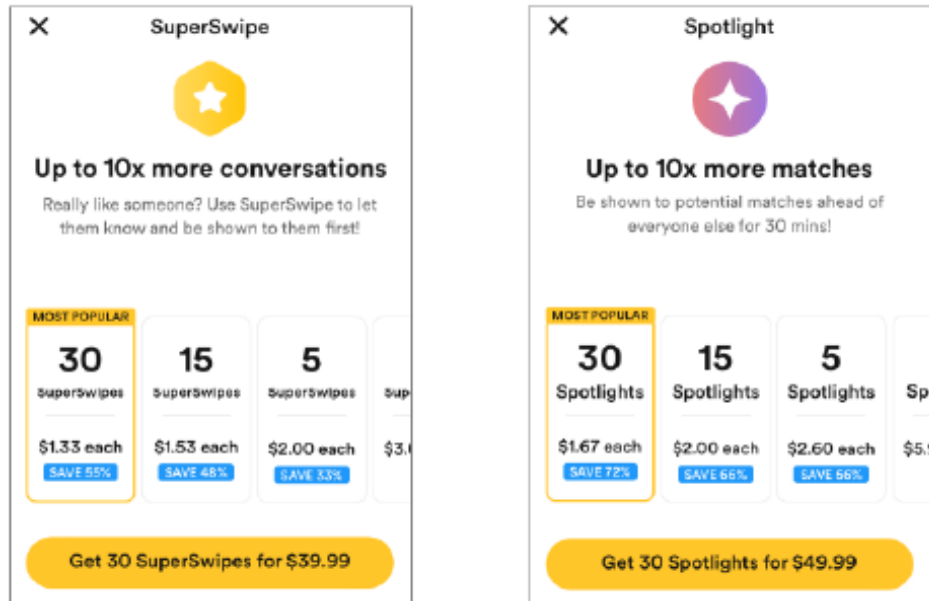 SuperSwipe
Up to 10x more conversations
Really like someone? Use SuperSwipe to let
them know and be shown to them first!
MOST POPULAR
30
SuperSwipes
$1.33 each
SAVE 55%
15
SuperSwipes
$1.53 each
SAVE 48%
5
SuperSwipes
$2.00 each
SAVE 33%
Get 30 SuperSwipes for $39.99
Spotlight
Up to 10x more matches
Be shown to potential matches ahead of
everyone else for 30 mins!
MOST POPULAR
30
Spotlights
$1.67 each
SAVE 72%
15
Spotlights
$2.00 each
SAVE 66%
5
Spotlights
$2.60 each
SAVE 56%
Get 30 Spotlights for $49.99